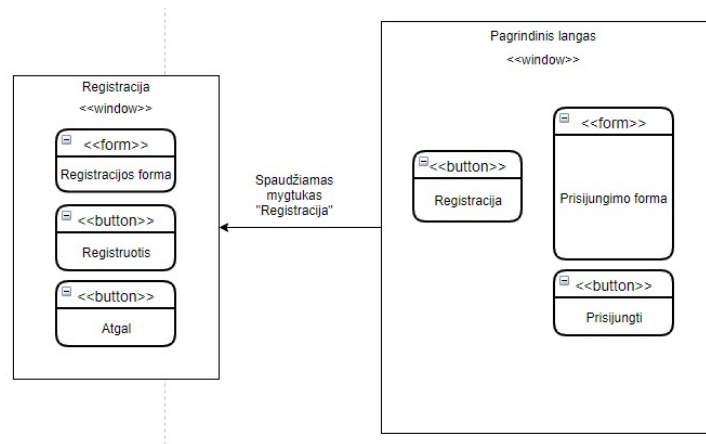 Registracija
<<window>>
<<form>>
Registracijos forma
<<button>>
Registruotis
<<button>>
Atgal
Spaudžiamas
mygtukas
"Registracija"
Pagrindinis langas
<<window>>
<<button>>
Registracija
<<form>>
Prisijungimo forma
<<button>>
Prisijungti